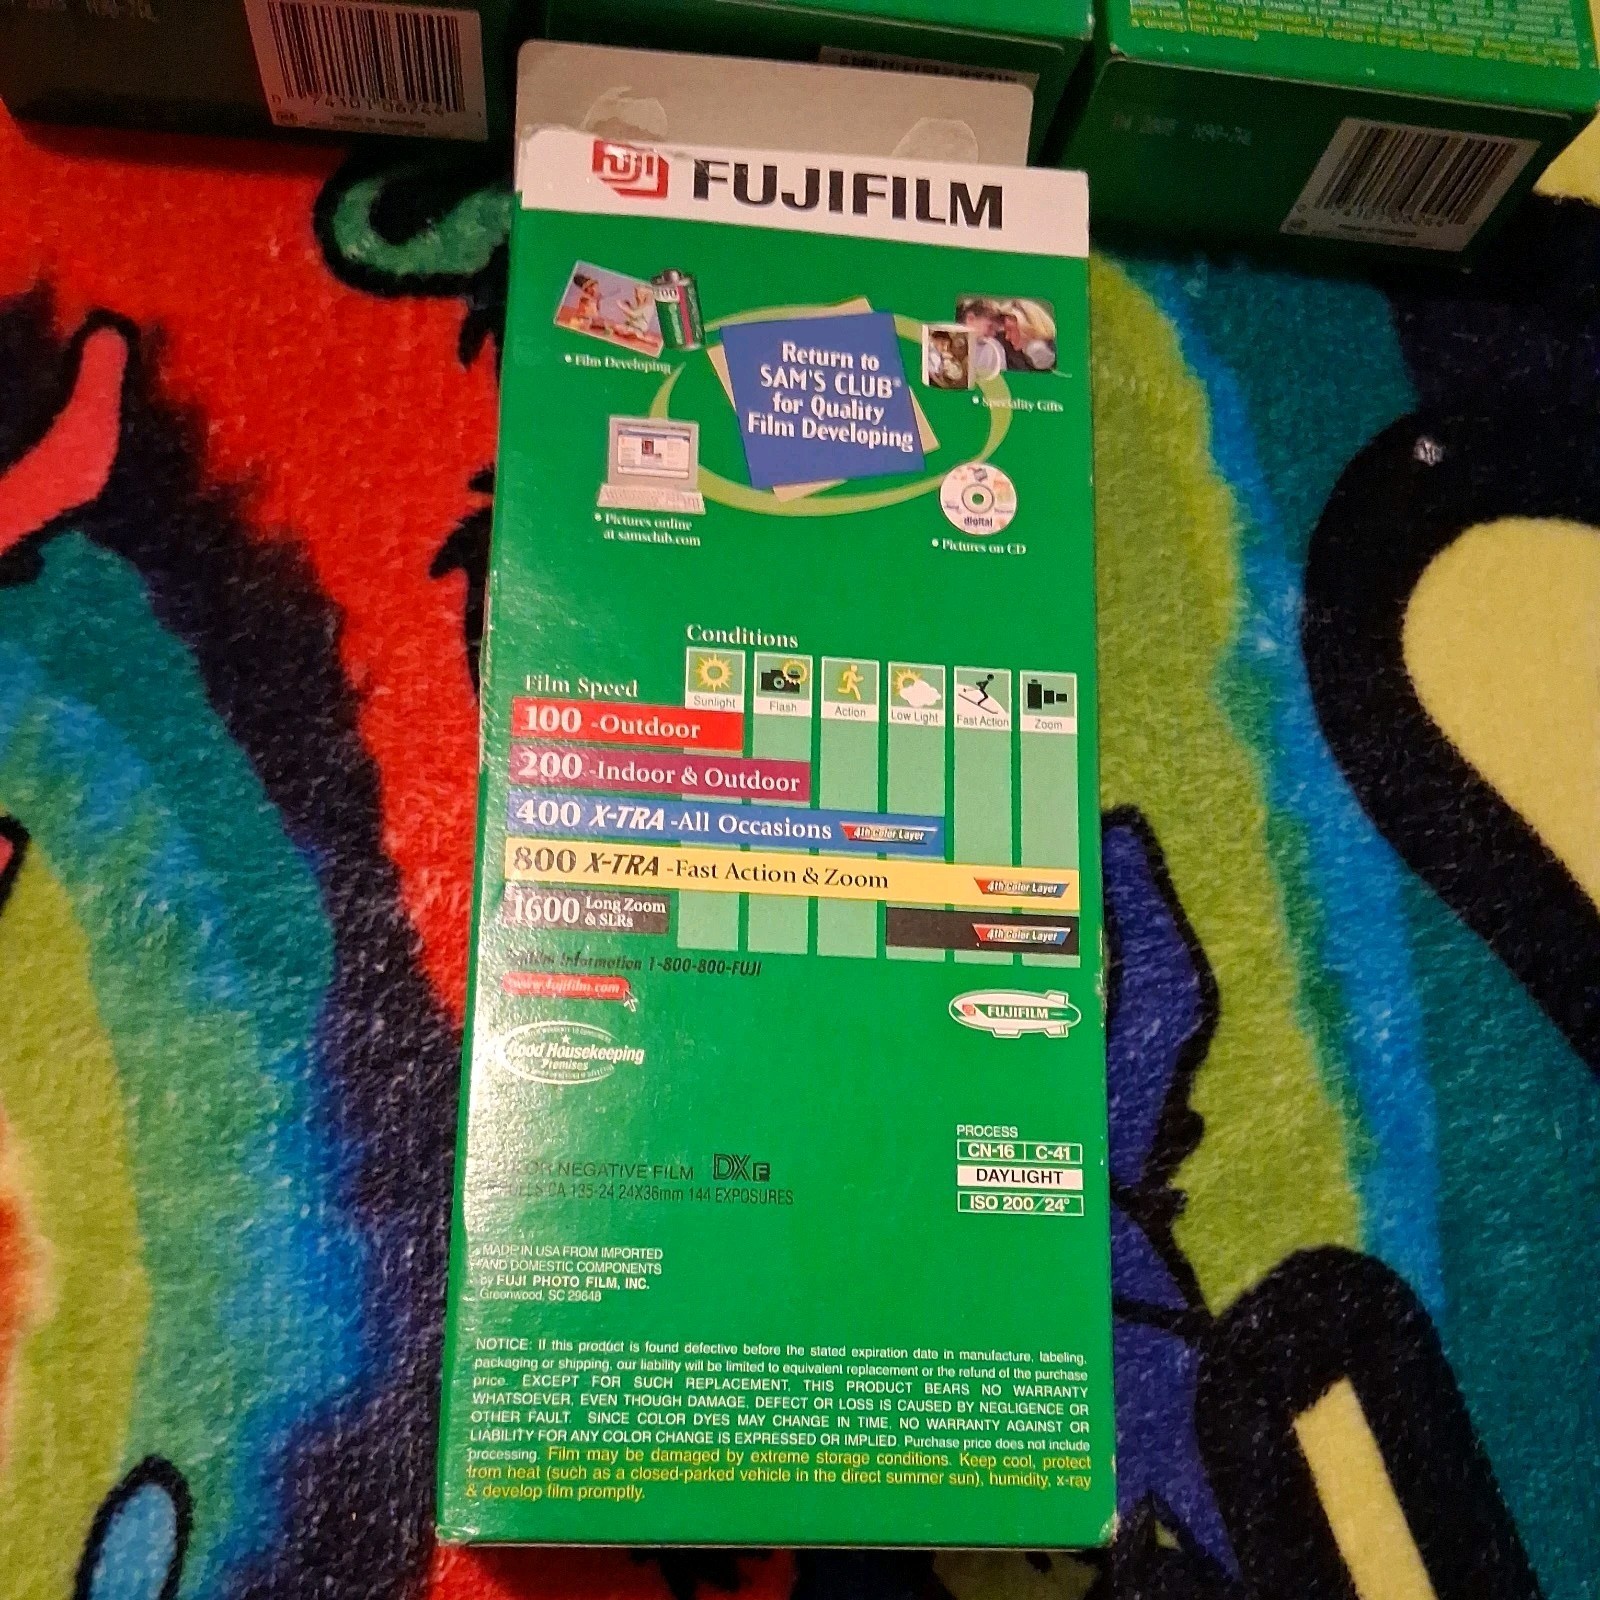 FUJI FUJIFILM
Return to
SAM'S CLUB®
for Quality
Film Developing
• Film Developing
• Speciality Gifts
• Pictures online
at samsclub.com
digital
• Pictures on CD
Conditions
Film Speed
Sunlight Flash Action Low Light Fast Action Zoom
100 -Outdoor
200 -Indoor & Outdoor
400 X-TRA -All Occasions 4th Color Layer
800 X-TRA -Fast Action & Zoom 4th Color Layer
1600 Long Zoom
& SLRs
4th Color Layer
Information 1-800-800-FUJI
www.fujifilm.com
FUJIFILM
Good Housekeeping
Promises
PROCESS
CN-16 C-41
DAYLIGHT
ISO 200/24°
NEGATIVE FILM DX
CA 135-24 24X36mm 144 EXPOSURES
MADE IN USA FROM IMPORTED
AND DOMESTIC COMPONENTS
by FUJI PHOTO FILM, INC.
Greenwood, SC 29648
NOTICE: If this product is found defective before the stated expiration date in manufacture, labeling,
packaging or shipping, our liability will be limited to equivalent replacement or the refund of the purchase
price. EXCEPT FOR SUCH REPLACEMENT, THIS PRODUCT BEARS NO WARRANTY
WHATSOEVER, EVEN THOUGH DAMAGE, DEFECT OR LOSS IS CAUSED BY NEGLIGENCE OR
OTHER FAULT. SINCE COLOR DYES MAY CHANGE IN TIME, NO WARRANTY AGAINST OR
LIABILITY FOR ANY COLOR CHANGE IS EXPRESSED OR IMPLIED. Purchase price does not include
processing. Film may be damaged by extreme storage conditions. Keep cool, protect
from heat (such as a closed-parked vehicle in the direct summer sun), humidity, x-ray
& develop film promptly.